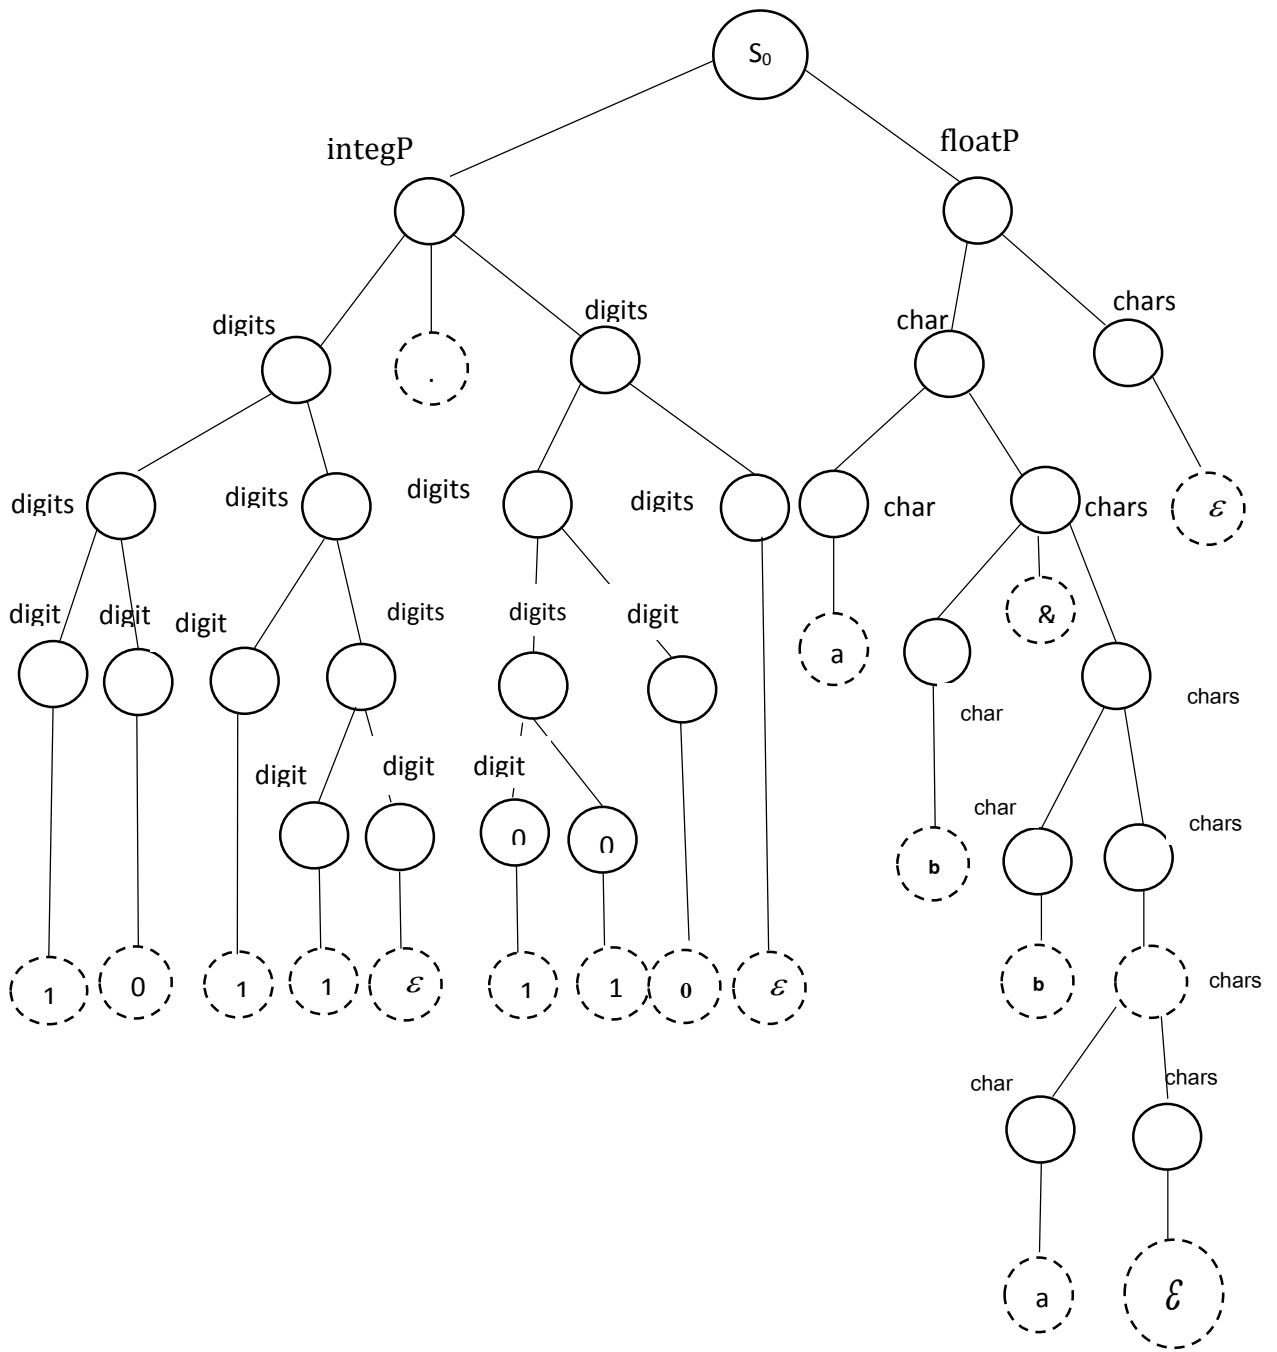 S₀
integP
floatP
digits
digits
char
chars
.
digits
digits
digits
digits
char
chars
ε
digit
digit
digit
digits
digits
digit
&
a
char
chars
digit
digit
digit
char
chars
0
0
b
1
0
1
1
ε
1
1
0
ε
b
chars
char
chars
a
ε